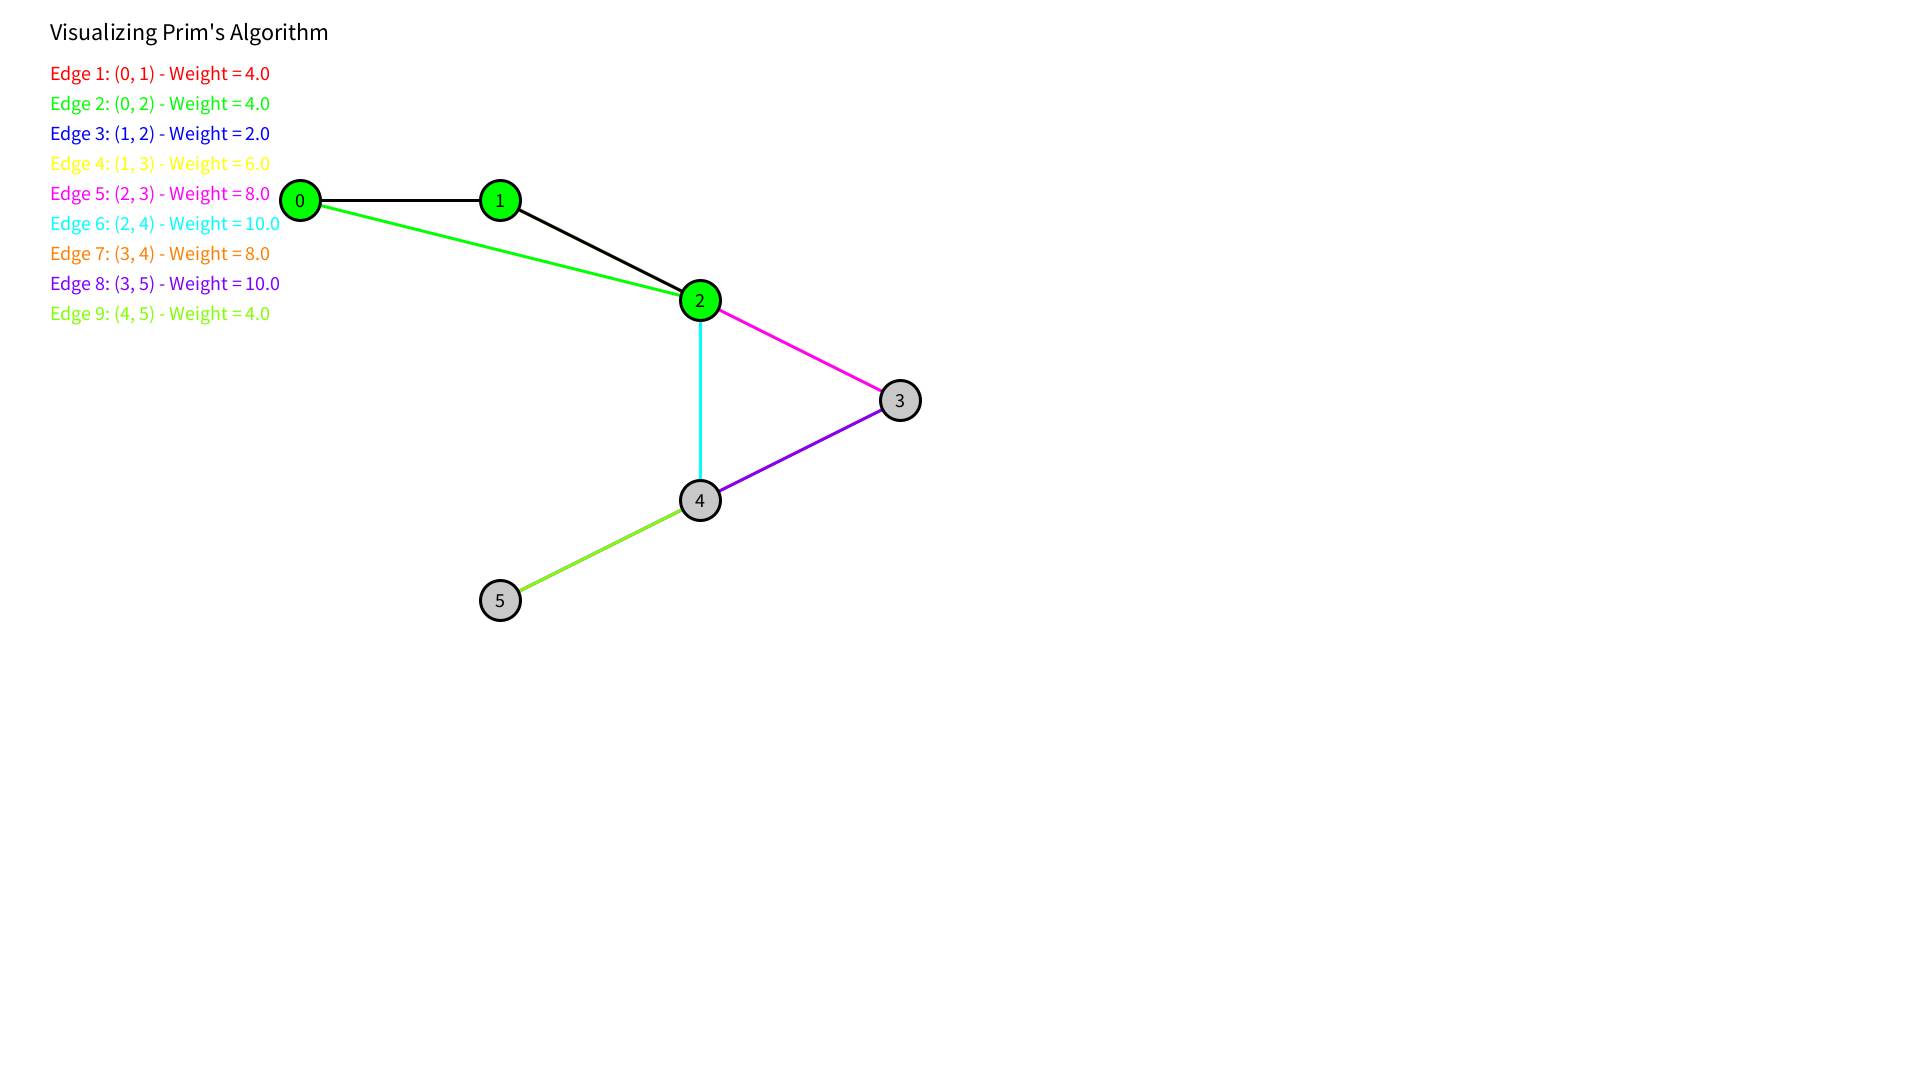 Visualizing Prim's Algorithm
Edge 1: (0, 1) - Weight = 4.0
Edge 2: (0, 2) - Weight = 4.0
Edge 3: (1, 2) - Weight = 2.0
Edge 4: (1, 3) - Weight = 6.0
Edge 5: (2, 3) - Weight = 8.0
Edge 6: (2, 4) - Weight = 10.0
Edge 7: (3, 4) - Weight = 8.0
Edge 8: (3, 5) - Weight = 10.0
Edge 9: (4, 5) - Weight = 4.0
0
1
2
3
4
5